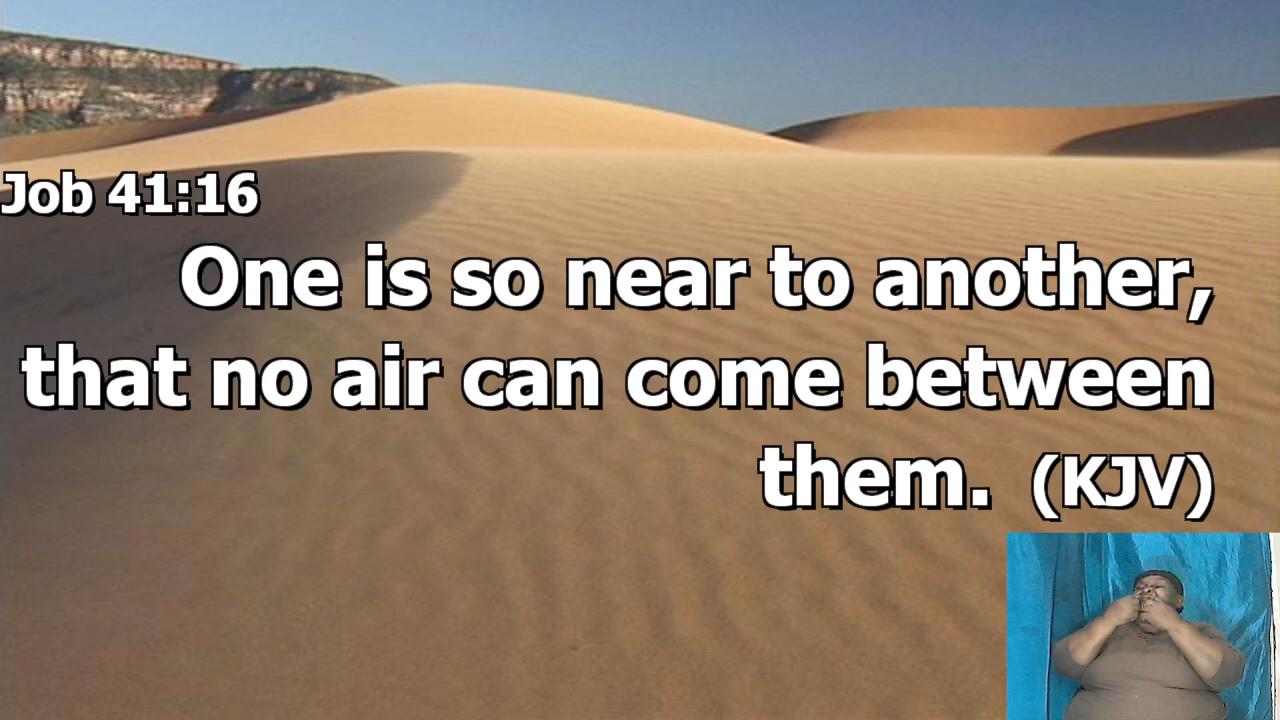 Job 41:16
One is so near to another,
that no air can come between
them. (KJV)